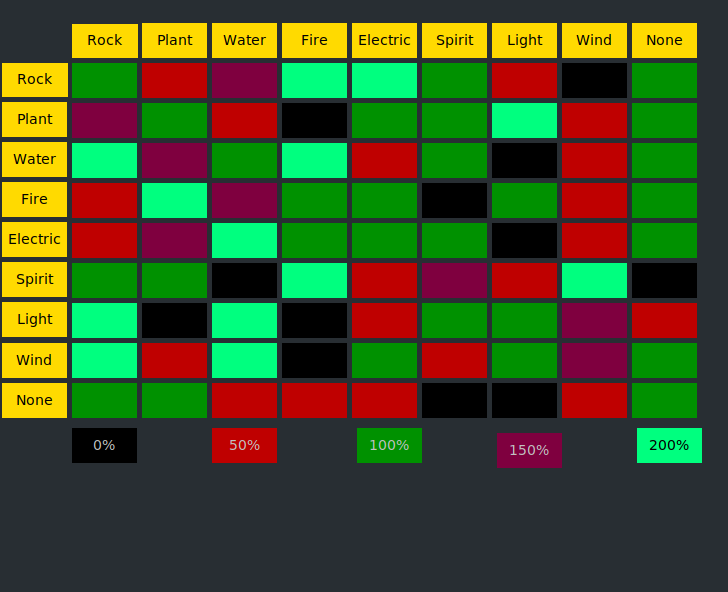 Rock Plant Water Fire Electric Spirit Light Wind None
Rock
Plant
Water
Fire
Electric
Spirit
Light
Wind
None
0% 50% 100% 150% 200%